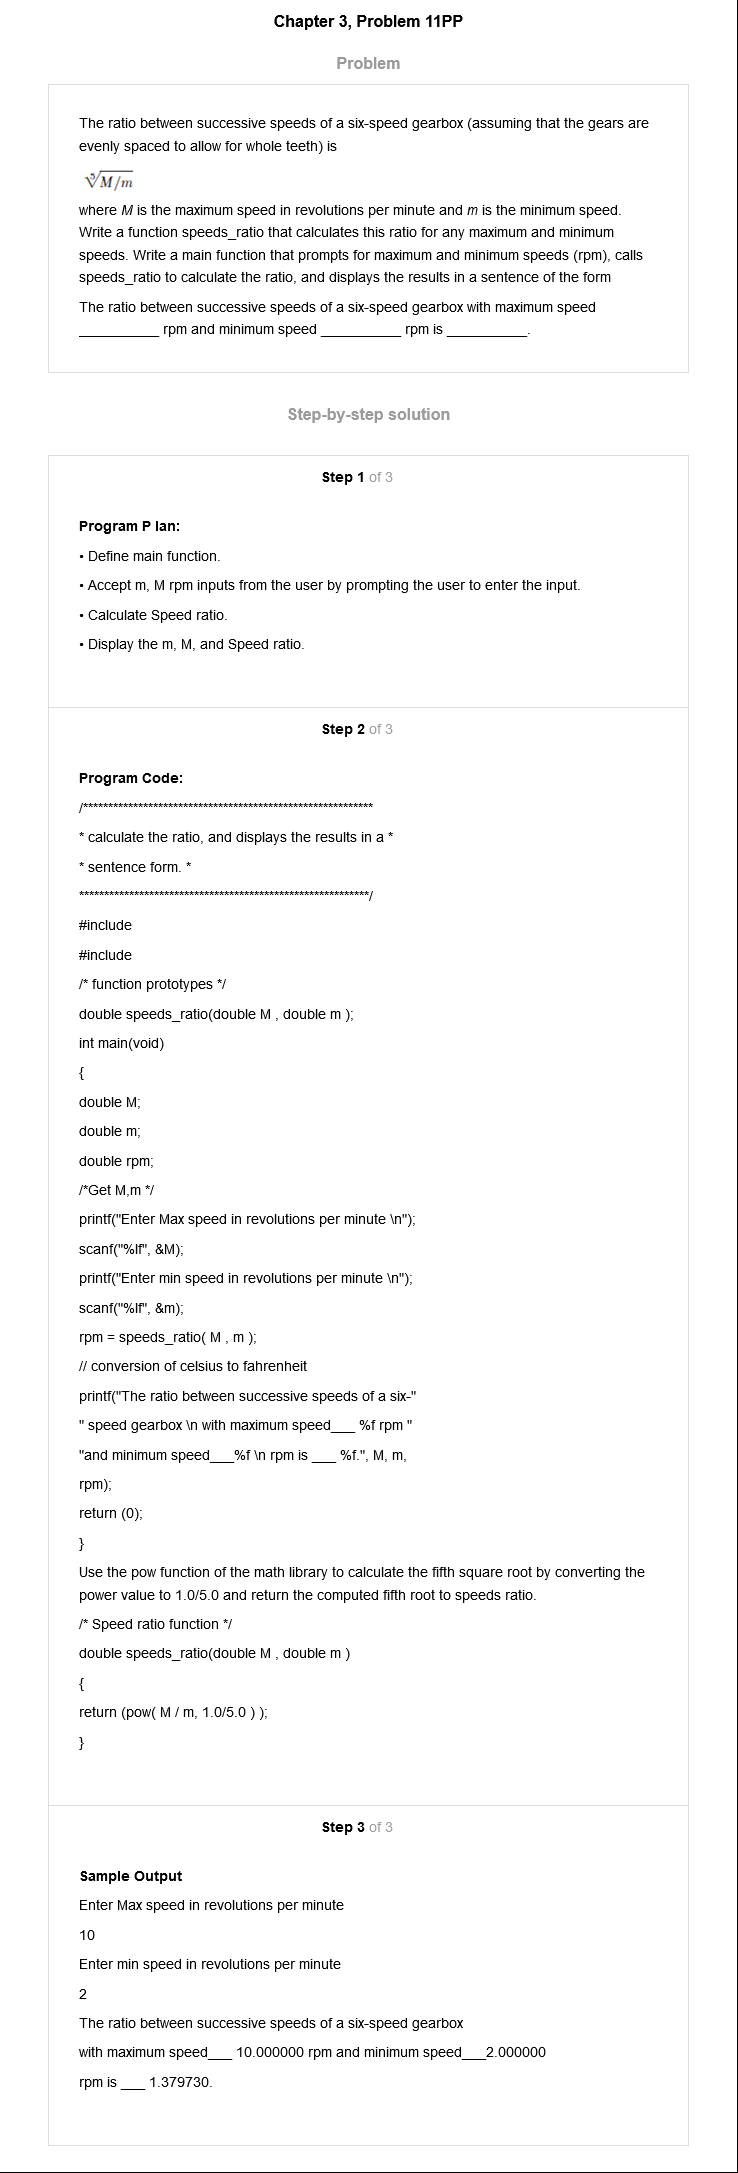 Chapter 3, Problem 11PP
Problem
The ratio between successive speeds of a six-speed gearbox (assuming that the gears are
evenly spaced to allow for whole teeth) is
⁵√M/m
where M is the maximum speed in revolutions per minute and m is the minimum speed.
Write a function speeds_ratio that calculates this ratio for any maximum and minimum
speeds. Write a main function that prompts for maximum and minimum speeds (rpm), calls
speeds_ratio to calculate the ratio, and displays the results in a sentence of the form
The ratio between successive speeds of a six-speed gearbox with maximum speed
___________ rpm and minimum speed ___________ rpm is ___________.
Step-by-step solution
Step 1 of 3
Program P lan:
• Define main function.
• Accept m, M rpm inputs from the user by prompting the user to enter the input.
• Calculate Speed ratio.
• Display the m, M, and Speed ratio.
Step 2 of 3
Program Code:
/**********************************************************
* calculate the ratio, and displays the results in a *
* sentence form. *
**********************************************************/
#include
#include
/* function prototypes */
double speeds_ratio(double M , double m );
int main(void)
{
double M;
double m;
double rpm;
/*Get M,m */
printf("Enter Max speed in revolutions per minute \n");
scanf("%lf", &M);
printf("Enter min speed in revolutions per minute \n");
scanf("%lf", &m);
rpm = speeds_ratio( M , m );
// conversion of celsius to fahrenheit
printf("The ratio between successive speeds of a six-"
" speed gearbox \n with maximum speed___ %f rpm "
"and minimum speed___%f \n rpm is ___ %f.", M, m,
rpm);
return (0);
}
Use the pow function of the math library to calculate the fifth square root by converting the
power value to 1.0/5.0 and return the computed fifth root to speeds ratio.
/* Speed ratio function */
double speeds_ratio(double M , double m )
{
return (pow( M / m, 1.0/5.0 ) );
}
Step 3 of 3
Sample Output
Enter Max speed in revolutions per minute
10
Enter min speed in revolutions per minute
2
The ratio between successive speeds of a six-speed gearbox
with maximum speed___ 10.000000 rpm and minimum speed___2.000000
rpm is ___ 1.379730.